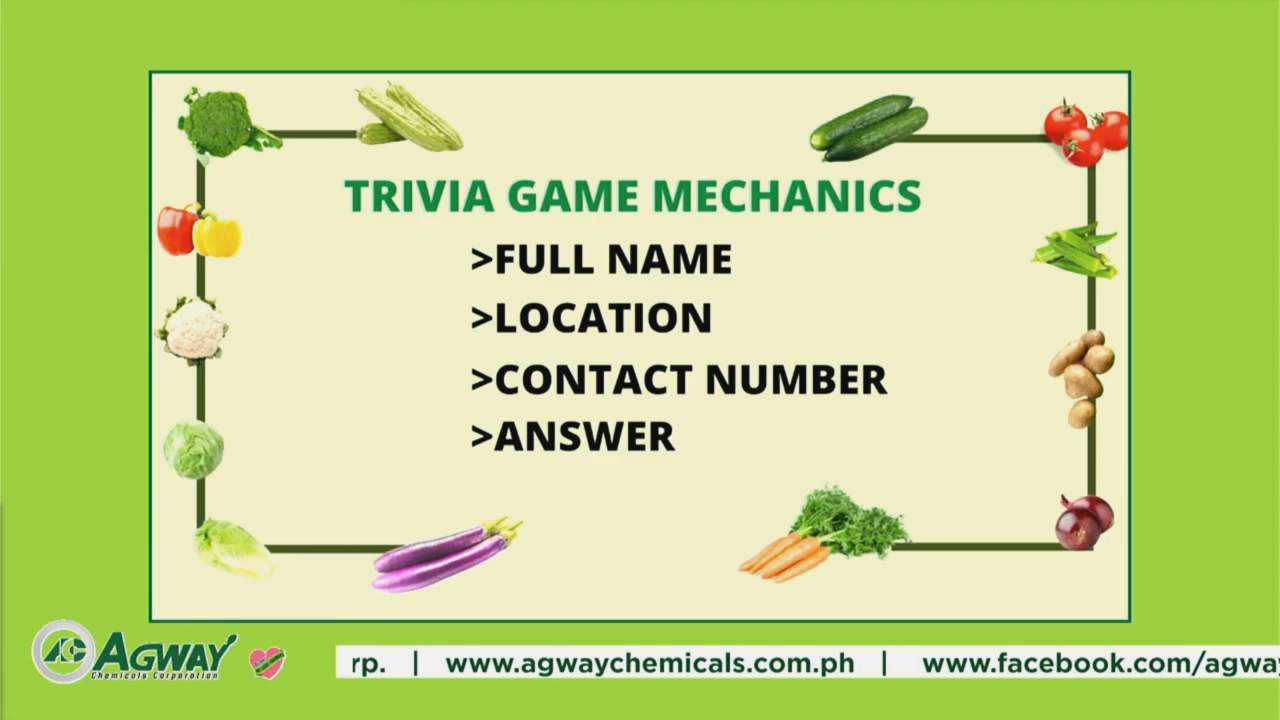 TRIVIA GAME MECHANICS
>FULL NAME
>LOCATION
>CONTACT NUMBER
>ANSWER
AGWAY
Chemicals Corporation
rp. | www.agwaychemicals.com.ph | www.facebook.com/agwa